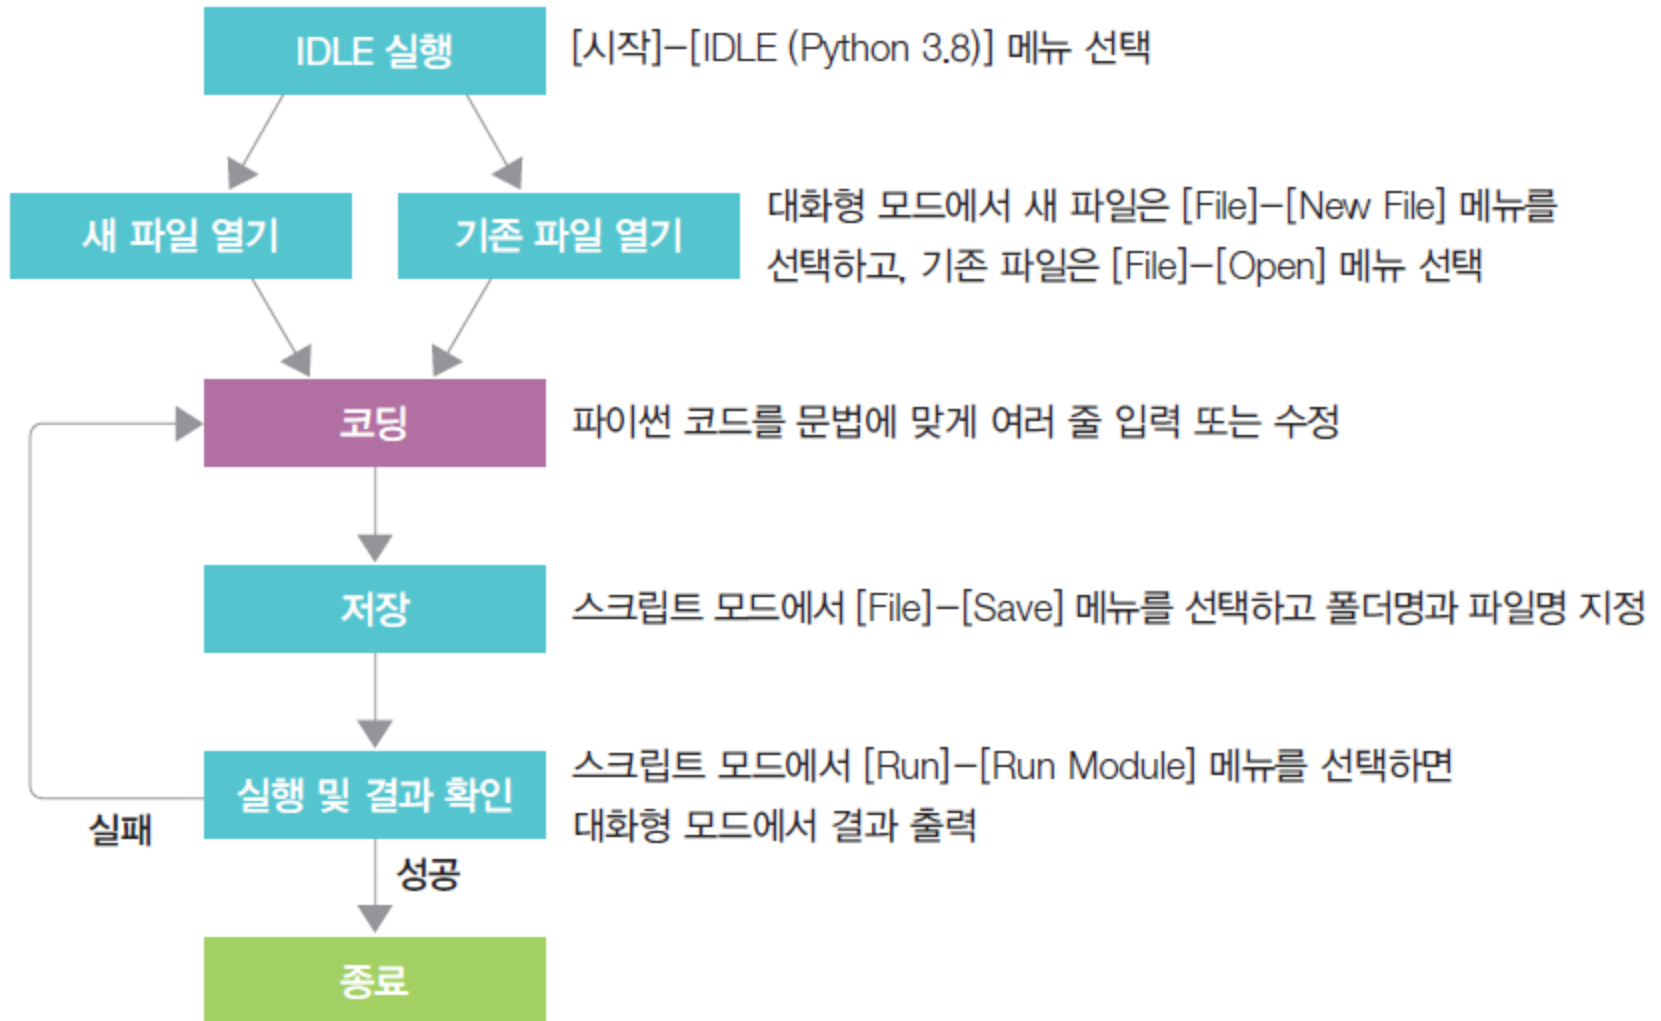 IDLE 실행
[시작]-[IDLE (Python 3.8)] 메뉴 선택
새 파일 열기
기존 파일 열기
대화형 모드에서 새 파일은 [File]-[New File] 메뉴를
선택하고, 기존 파일은 [File]-[Open] 메뉴 선택
코딩
파이썬 코드를 문법에 맞게 여러 줄 입력 또는 수정
저장
스크립트 모드에서 [File]-[Save] 메뉴를 선택하고 폴더명과 파일명 지정
실행 및 결과 확인
스크립트 모드에서 [Run]-[Run Module] 메뉴를 선택하면
대화형 모드에서 결과 출력
실패
성공
종료